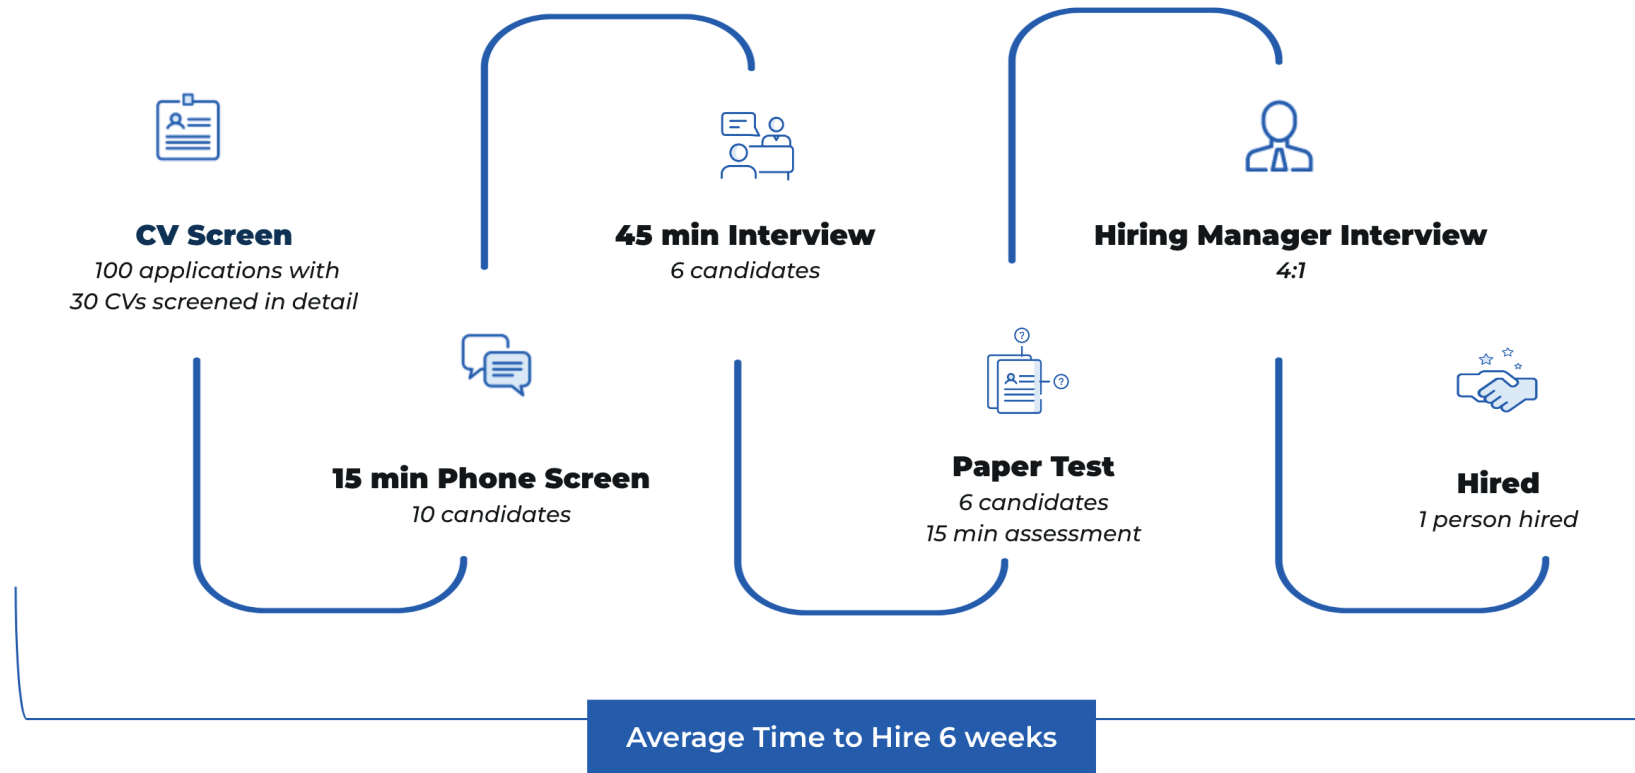 CV Screen
100 applications with
30 CVs screened in detail
15 min Phone Screen
10 candidates
45 min Interview
6 candidates
?
?
Paper Test
6 candidates
15 min assessment
Hiring Manager Interview
4:1
Hired
1 person hired
Average Time to Hire 6 weeks